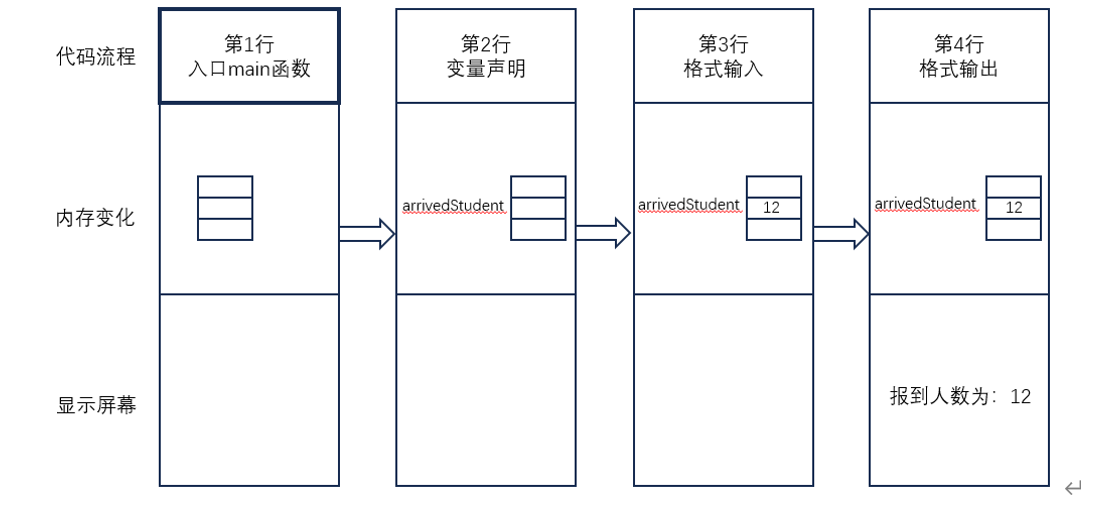 代码流程
第1行
入口main函数
第2行
变量声明
第3行
格式输入
第4行
格式输出
内存变化
arrivedStudent
arrivedStudent
12
arrivedStudent
12
显示屏幕
报到人数为：12